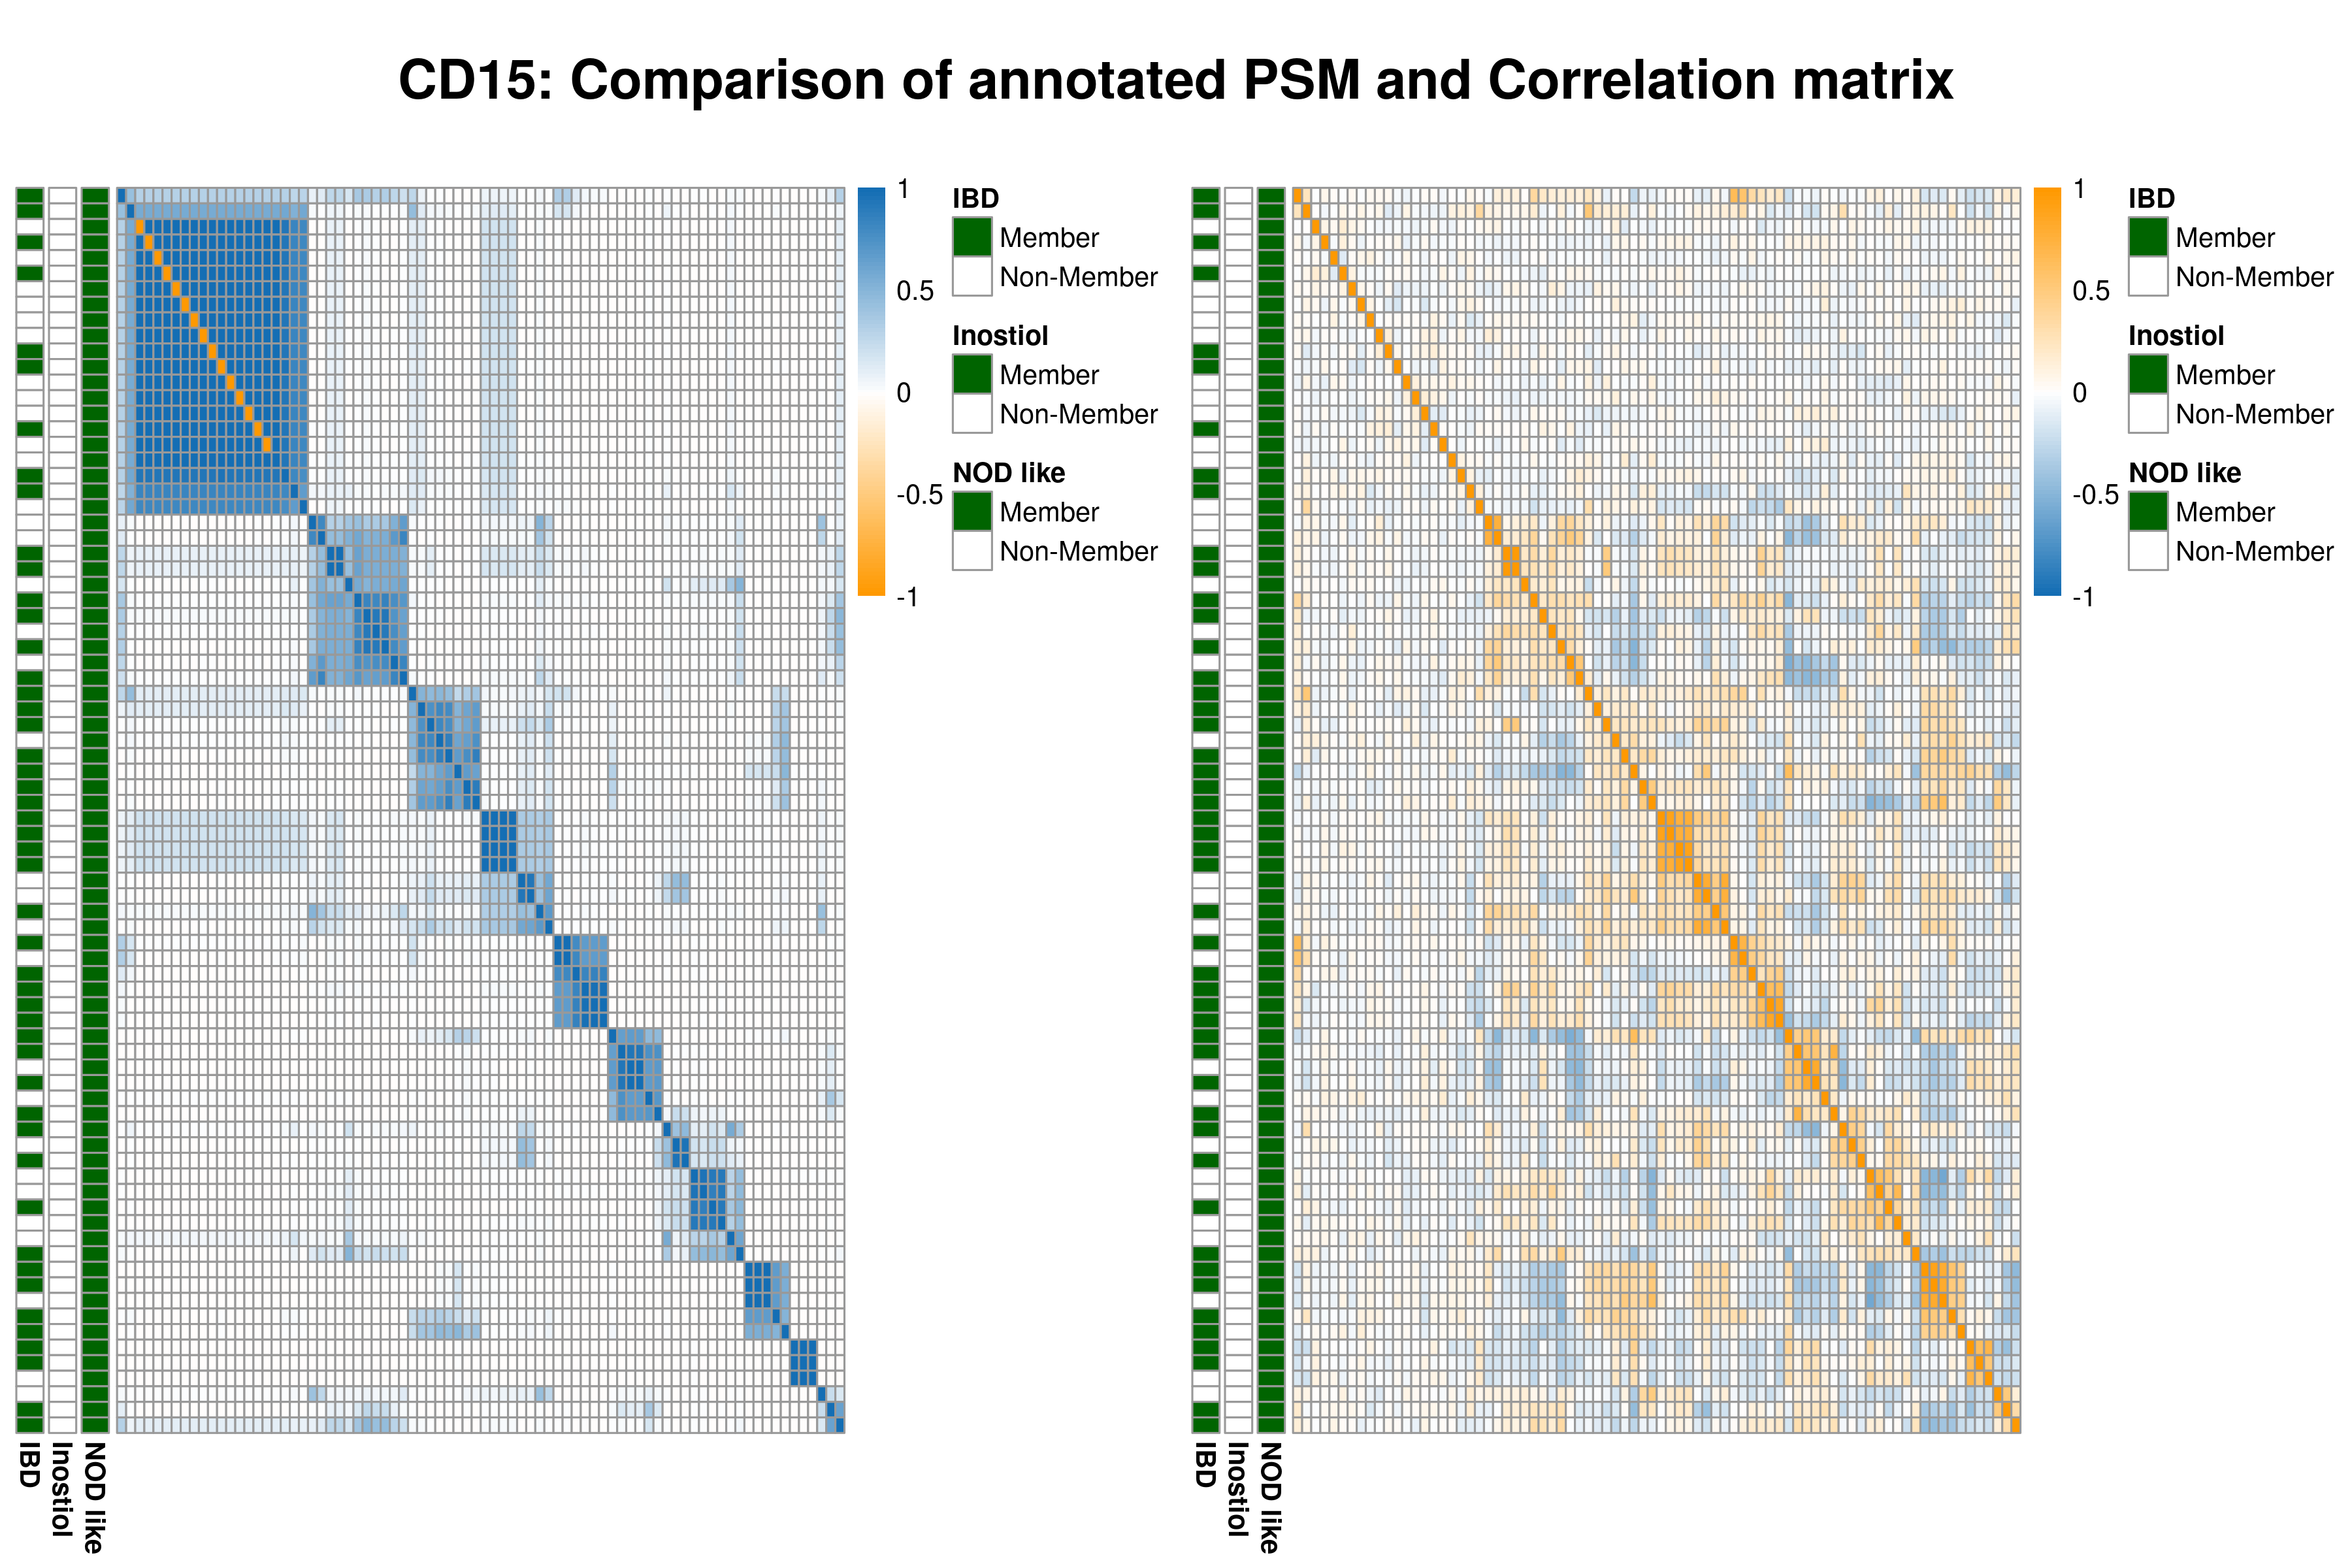 CD15: Comparison of annotated PSM and Correlation matrix
1
0.5
0
-0.5
-1
IBD
Member
Non-Member
Inostiol
Member
Non-Member
NOD like
Member
Non-Member
IBD
Inostiol
NOD like
1
0.5
0
-0.5
-1
IBD
Member
Non-Member
Inostiol
Member
Non-Member
NOD like
Member
Non-Member
IBD
Inostiol
NOD like